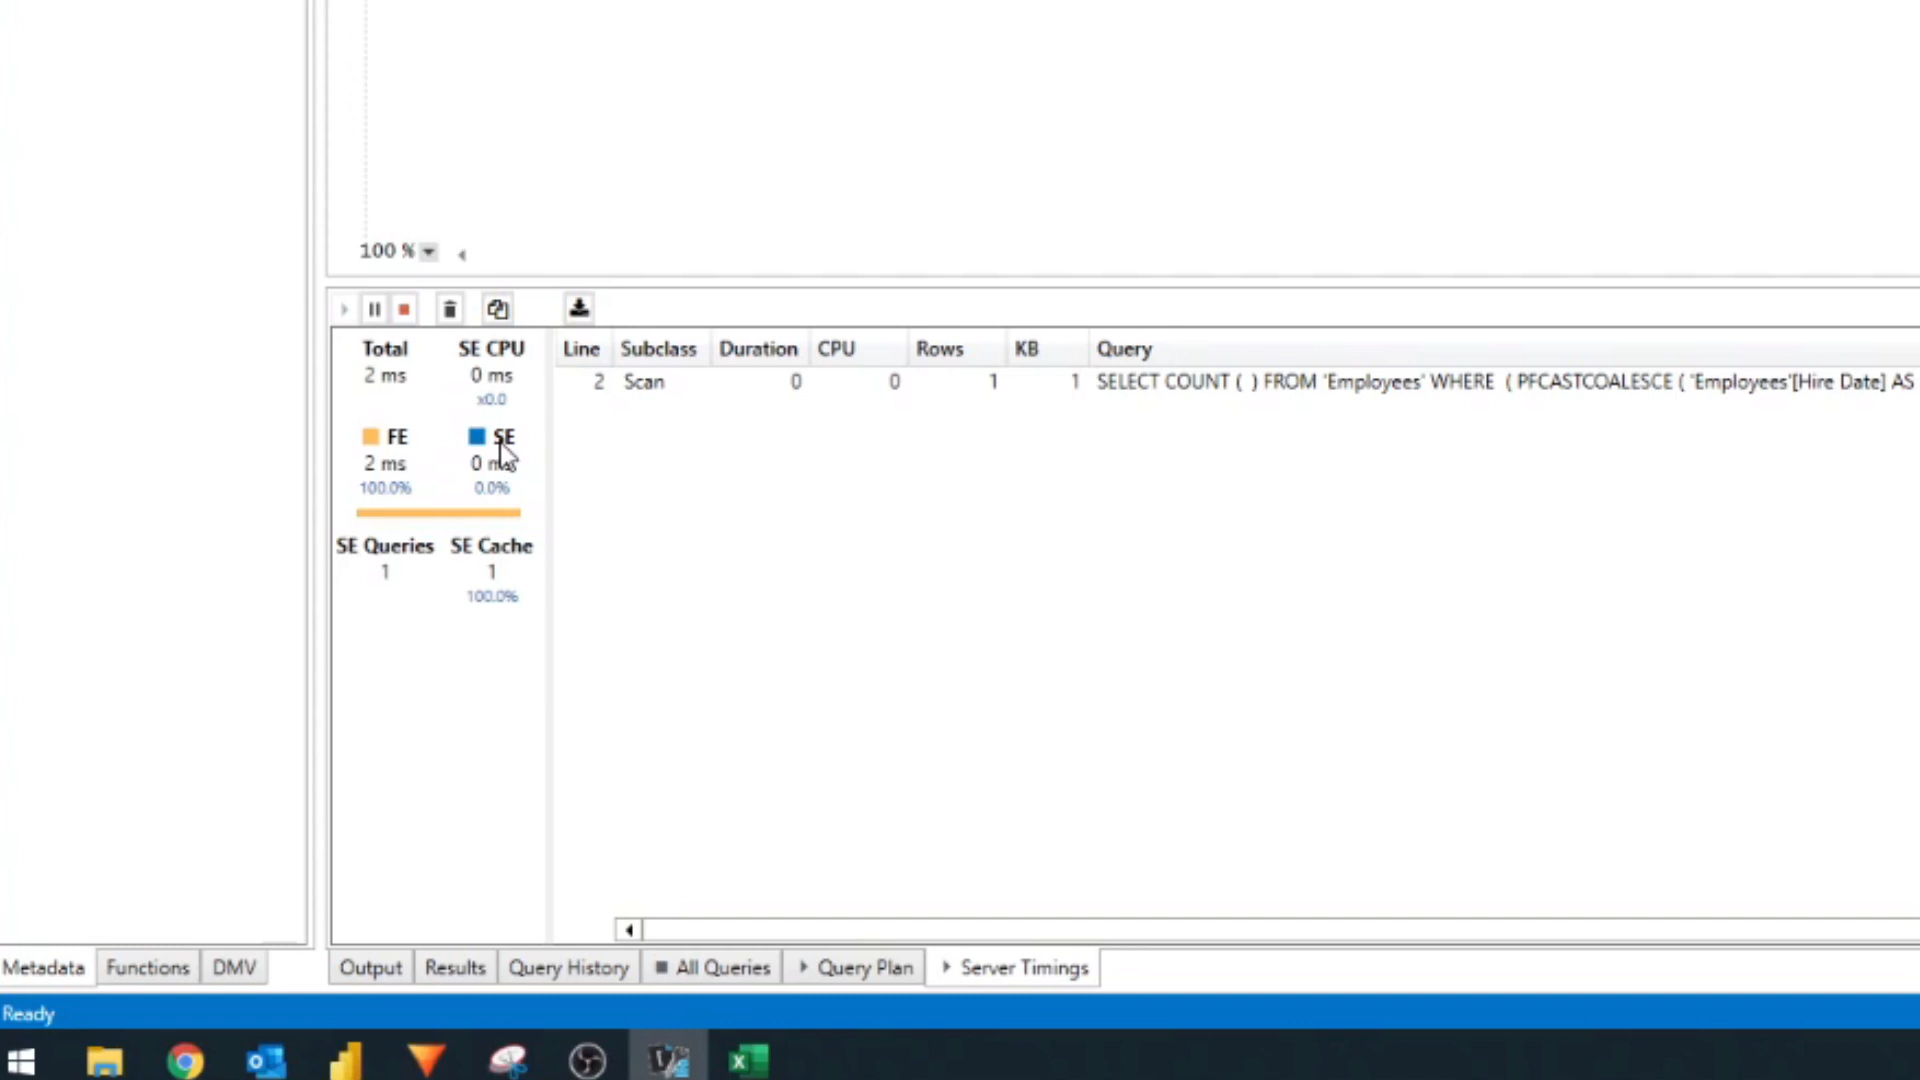 100 %
Total SE CPU
2 ms 0 ms
x0.0
FE SE
2 ms 0 ms
100.0% 0.0%
SE Queries SE Cache
1 1
100.0%
Line Subclass Duration CPU Rows KB Query
2 Scan 0 0 1 1 SELECT COUNT ( ) FROM 'Employees' WHERE ( PFCASTCOALESCE ( 'Employees'[Hire Date] AS
Metadata Functions DMV Output Results Query History All Queries Query Plan Server Timings
Ready